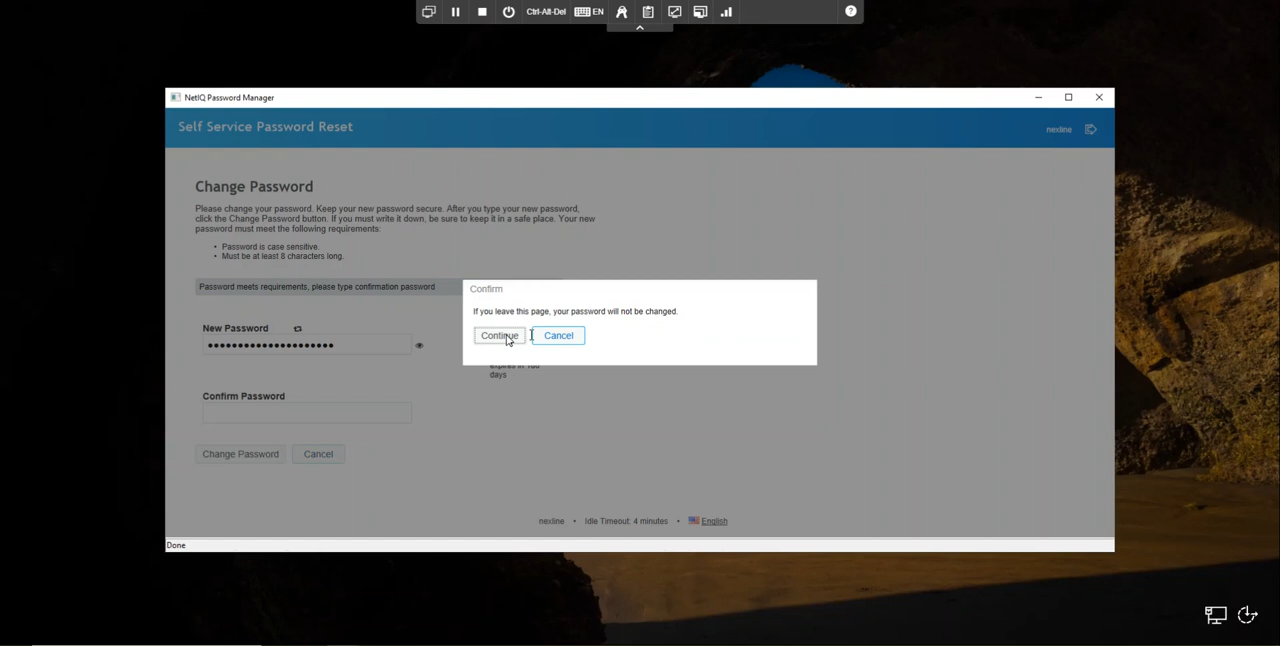 Ctrl-Alt-Del EN ?
NetIQ Password Manager
Self Service Password Reset
nexline
Change Password
Please change your password. Keep your new password secure. After you type your new password,
click the Change Password button. If you must write it down, be sure to keep it in a safe place. Your new
password must meet the following requirements:
• Password is case sensitive.
• Must be at least 8 characters long.
Password meets requirements, please type confirmation password
Confirm
If you leave this page, your password will not be changed.
Continue Cancel
New Password
••••••••••••••••••••••
expires in 180
days
Confirm Password
Change Password Cancel
nexline • Idle Timeout: 4 minutes • English
Done